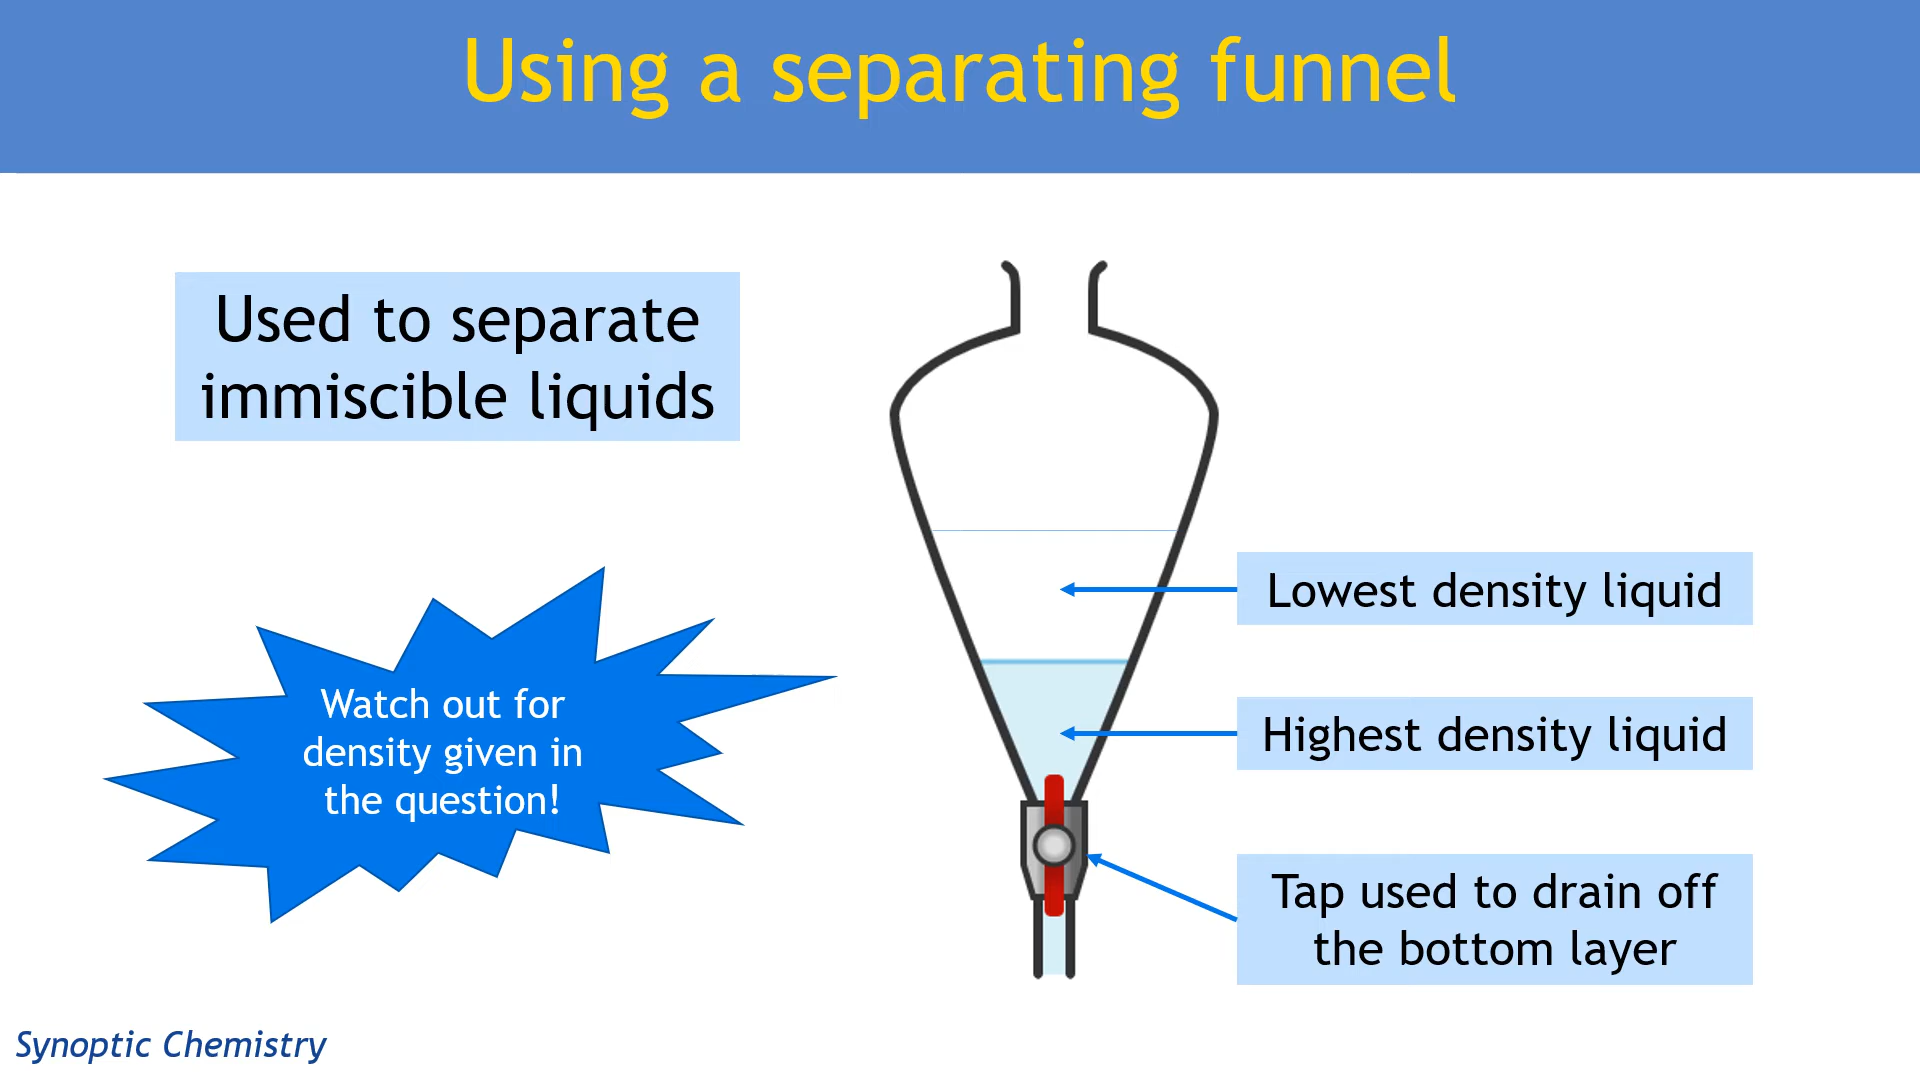 Using a separating funnel
Used to separate
immiscible liquids
Watch out for
density given in
the question!
Lowest density liquid
Highest density liquid
Tap used to drain off
the bottom layer
Synoptic Chemistry